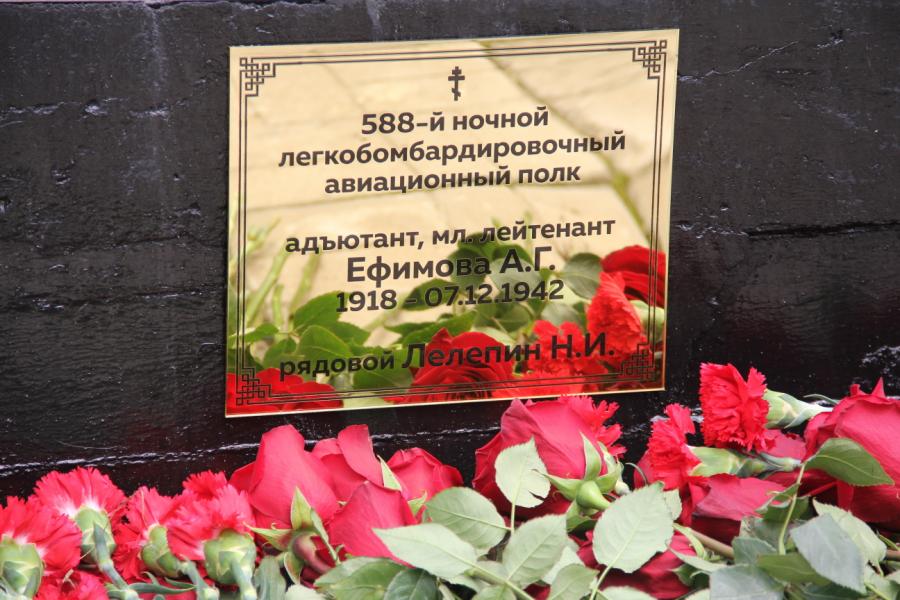 588-й ночной
легкобомбардировочный
авиационный полк
адъютант, мл. лейтенант
Ефимова А.Г.
1918 - 07.12.1942
рядовой Лелепин Н.И.